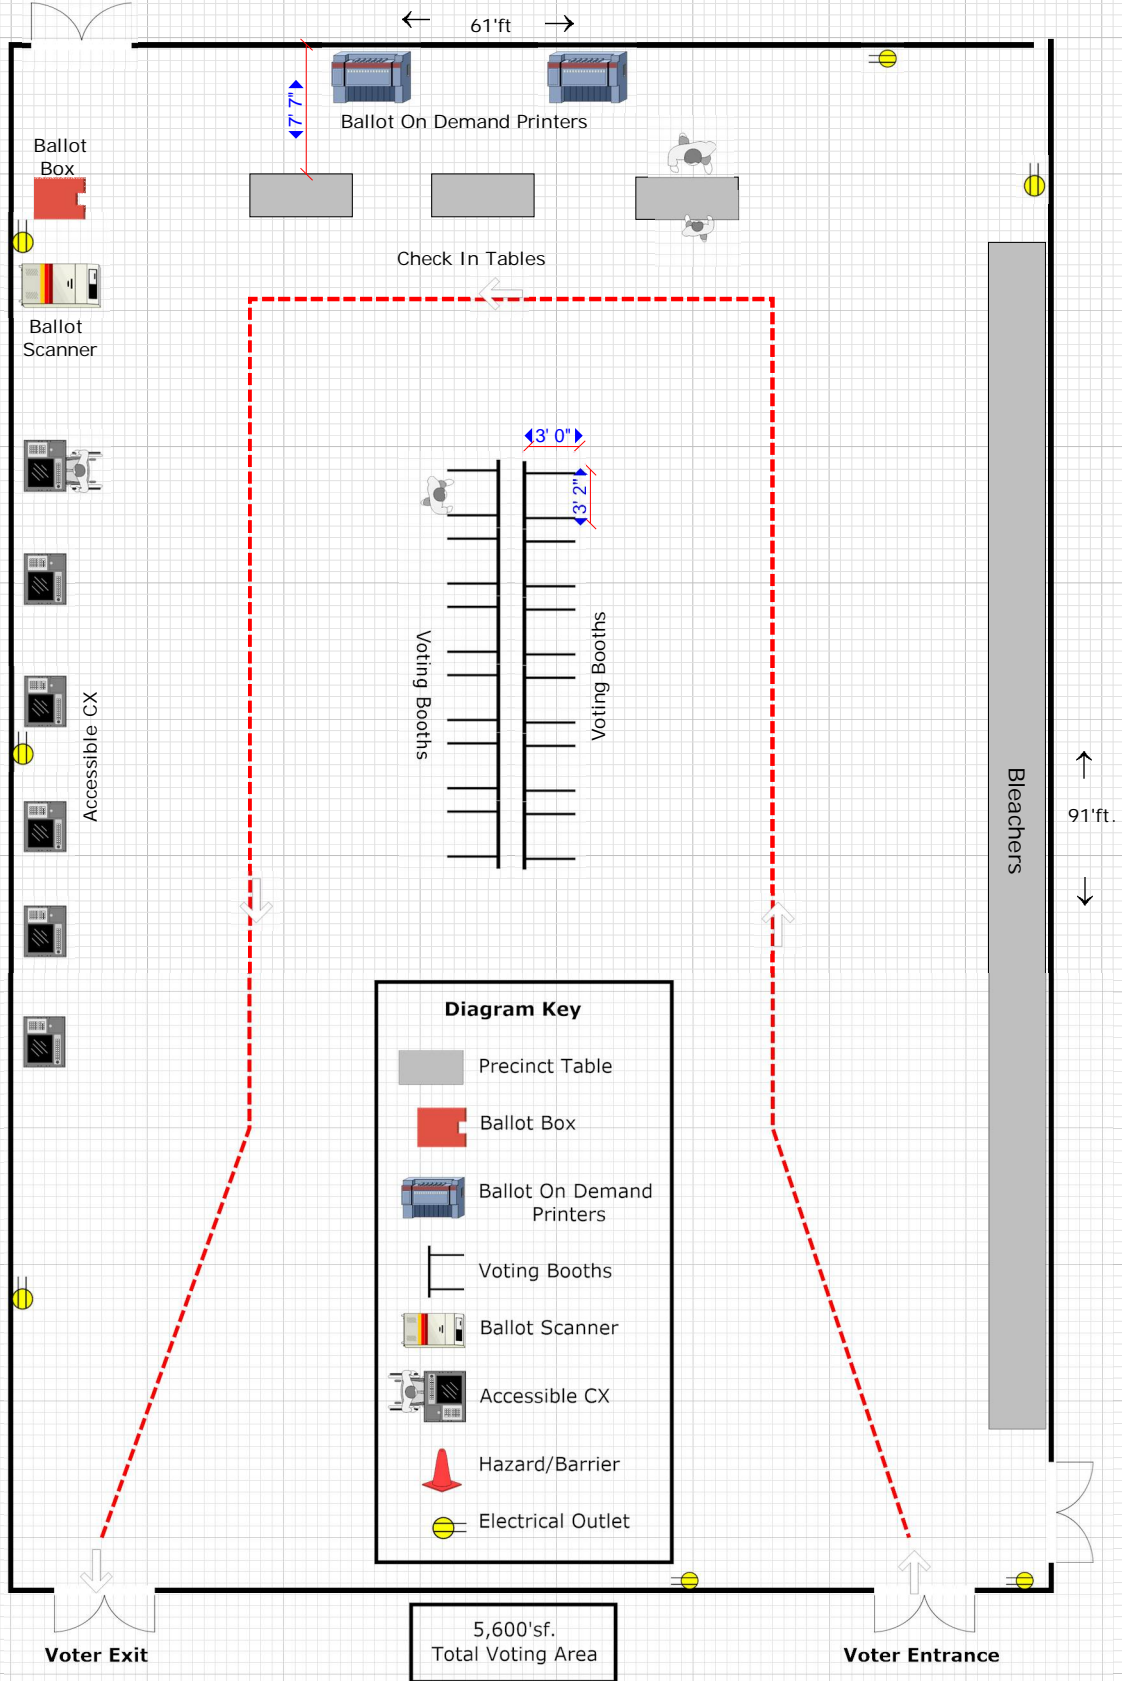 61'ft
7' 7"
Ballot On Demand Printers
Ballot
Box
Check In Tables
Ballot
Scanner
3' 0"
3' 2"
Voting Booths
Voting Booths
Accessible CX
Bleachers
91'ft.
Diagram Key
Precinct Table
Ballot Box
Ballot On Demand
Printers
Voting Booths
Ballot Scanner
Accessible CX
Hazard/Barrier
Electrical Outlet
5,600'sf.
Total Voting Area
Voter Exit
Voter Entrance